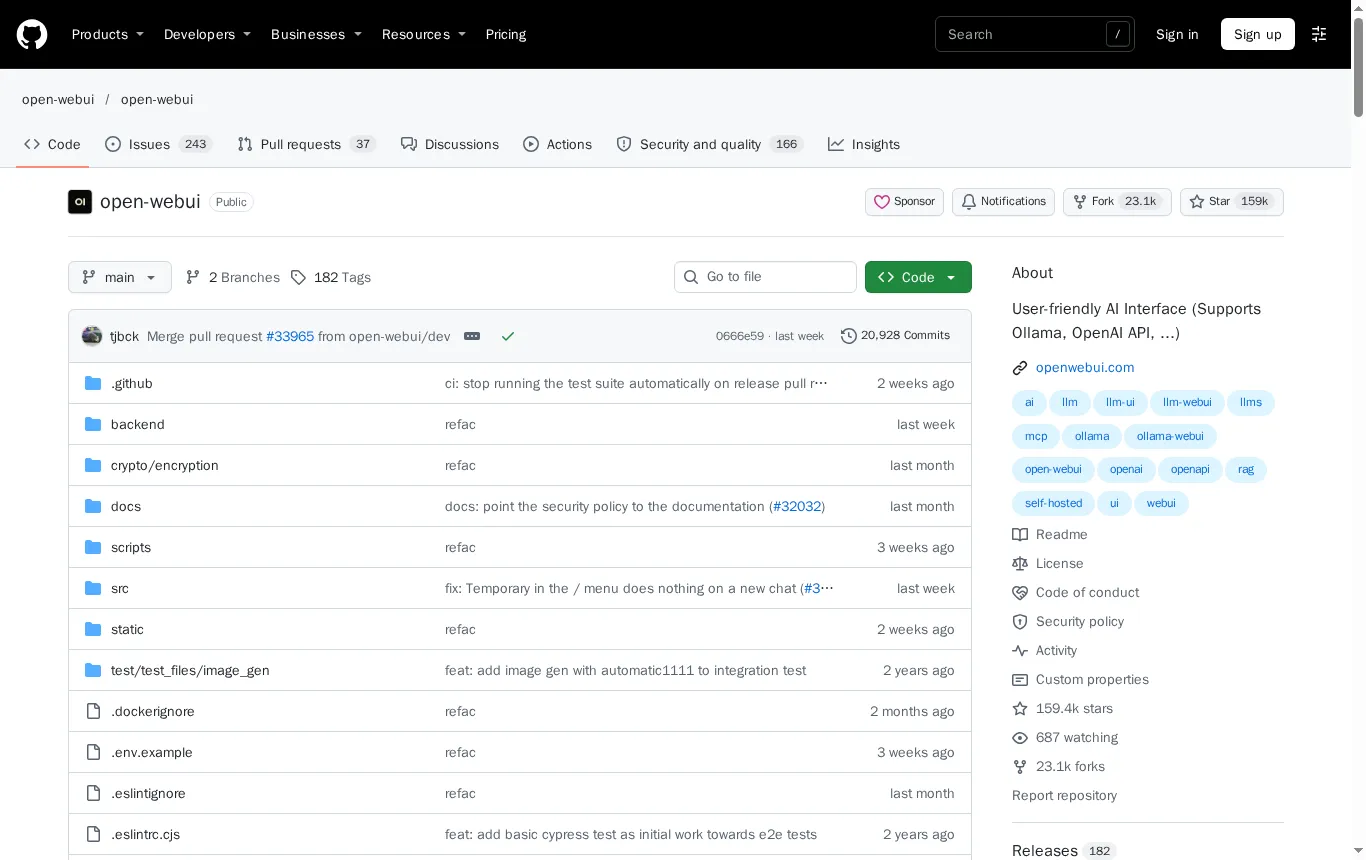 Products Developers Businesses Resources Pricing Search / Sign in Sign up
open-webui / open-webui
Code Issues 243 Pull requests 37 Discussions Actions Security and quality 166 Insights
OI open-webui Public Sponsor Notifications Fork 23.1k Star 159k
main 2 Branches 182 Tags Go to file Code
tjbck Merge pull request #33965 from open-webui/dev 0666e59 · last week 20,928 Commits
.github ci: stop running the test suite automatically on release pull r… 2 weeks ago
backend refac last week
crypto/encryption refac last month
docs docs: point the security policy to the documentation (#32032) last month
scripts refac 3 weeks ago
src fix: Temporary in the / menu does nothing on a new chat (#3… last week
static refac 2 weeks ago
test/test_files/image_gen feat: add image gen with automatic1111 to integration test 2 years ago
.dockerignore refac 2 months ago
.env.example refac 3 weeks ago
.eslintignore refac last month
.eslintrc.cjs feat: add basic cypress test as initial work towards e2e tests 2 years ago
About
User-friendly AI Interface (Supports
Ollama, OpenAI API, ...)
openwebui.com
ai llm llm-ui llm-webui llms
mcp ollama ollama-webui
open-webui openai openapi rag
self-hosted ui webui
Readme
License
Code of conduct
Security policy
Activity
Custom properties
159.4k stars
687 watching
23.1k forks
Report repository
Releases 182